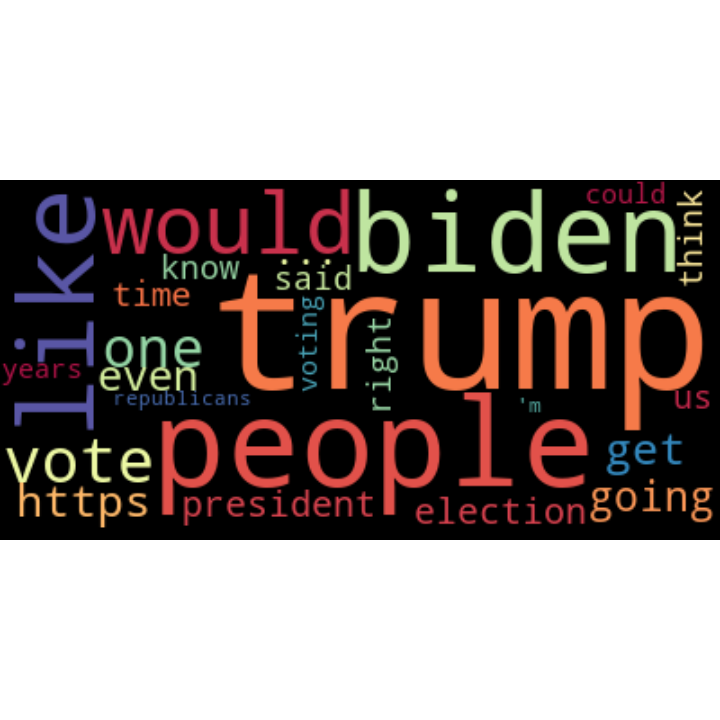 like
would
biden
could
think
know
...
said
time
trump
voting
one
right
years
even
republicans
'm
us
people
vote
get
https
president
election
going